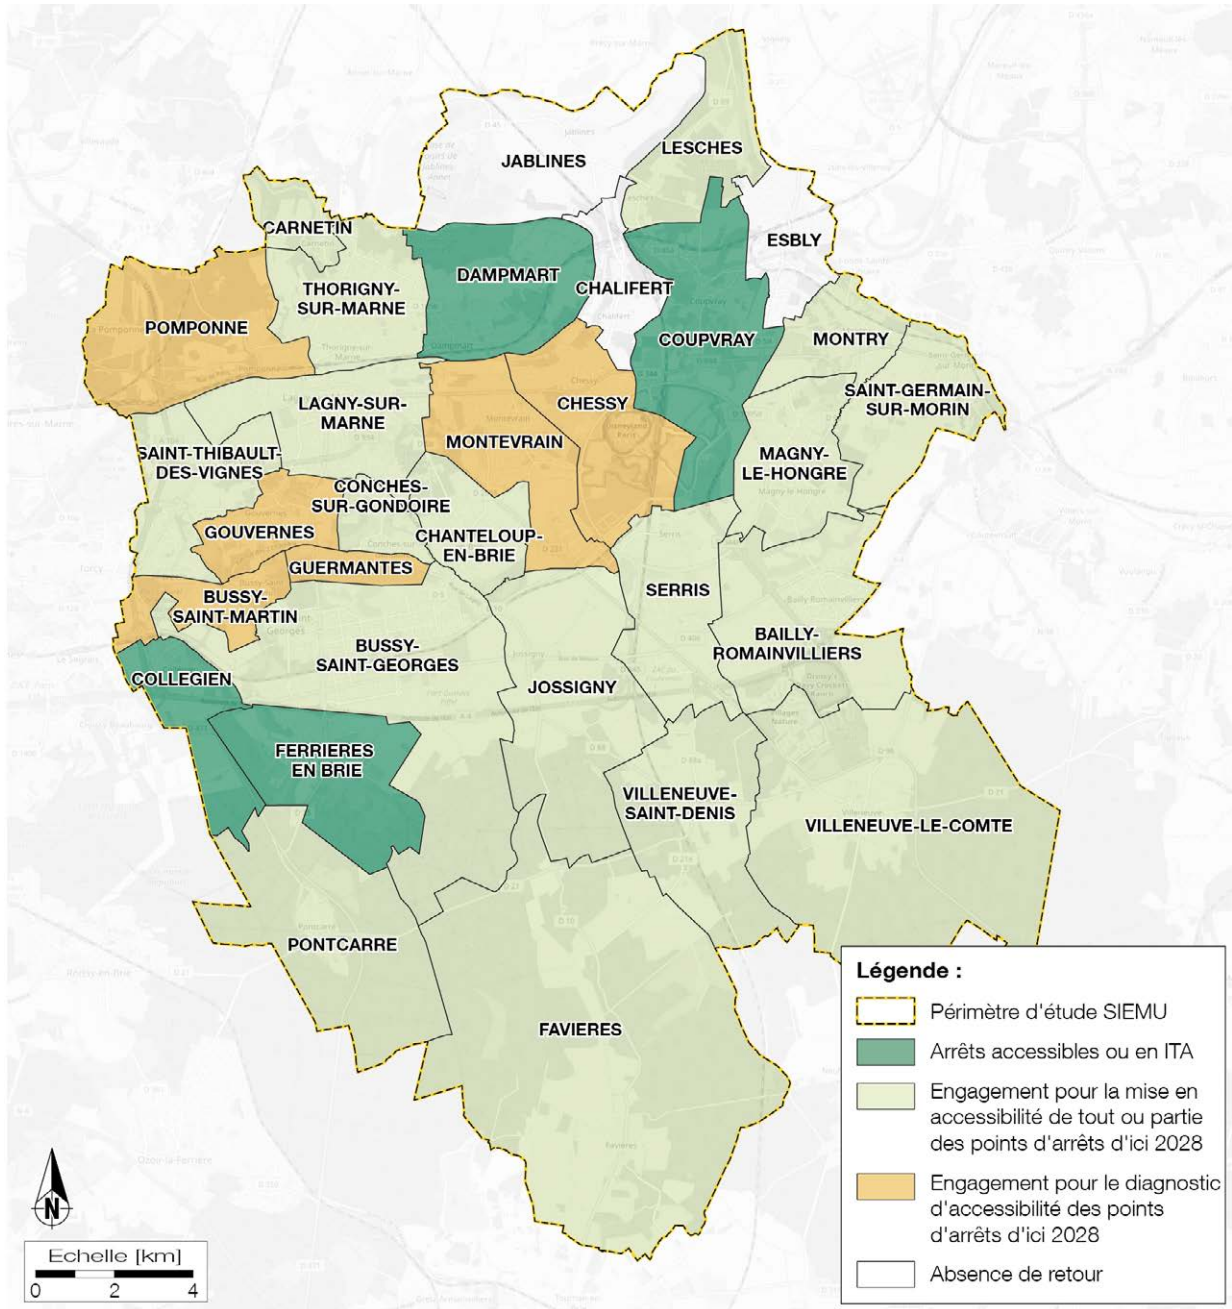 JABLINES
LESCHES
CARNETIN
ESBLY
DAMPMART
CHALIFERT
THORIGNY-
SUR-MARNE
POMPONNE
COUPVRAY
MONTRY
SAINT-GERMAIN-
SUR-MORIN
LAGNY-SUR-
MARNE
CHESSY
MONTEVRAIN
SAINT-THIBAULT-
DES-VIGNES
MAGNY-
LE-HONGRE
CONCHES-
SUR-GONDOIRE
GOUVERNES
CHANTELOUP-
EN-BRIE
GUERMANTES
BUSSY-
SAINT-MARTIN
SERRIS
BUSSY-
SAINT-GEORGES
BAILLY-
ROMAINVILLIERS
COLLEGIEN
JOSSIGNY
FERRIERES
EN BRIE
VILLENEUVE-
SAINT-DENIS
VILLENEUVE-LE-COMTE
PONTCARRE
FAVIERES
Légende :
Périmètre d'étude SIEMU
Arrêts accessibles ou en ITA
Engagement pour la mise en
accessibilité de tout ou partie
des points d'arrêts d'ici 2028
Engagement pour le diagnostic
d'accessibilité des points
d'arrêts d'ici 2028
Absence de retour
N
Echelle [km]
0 2 4